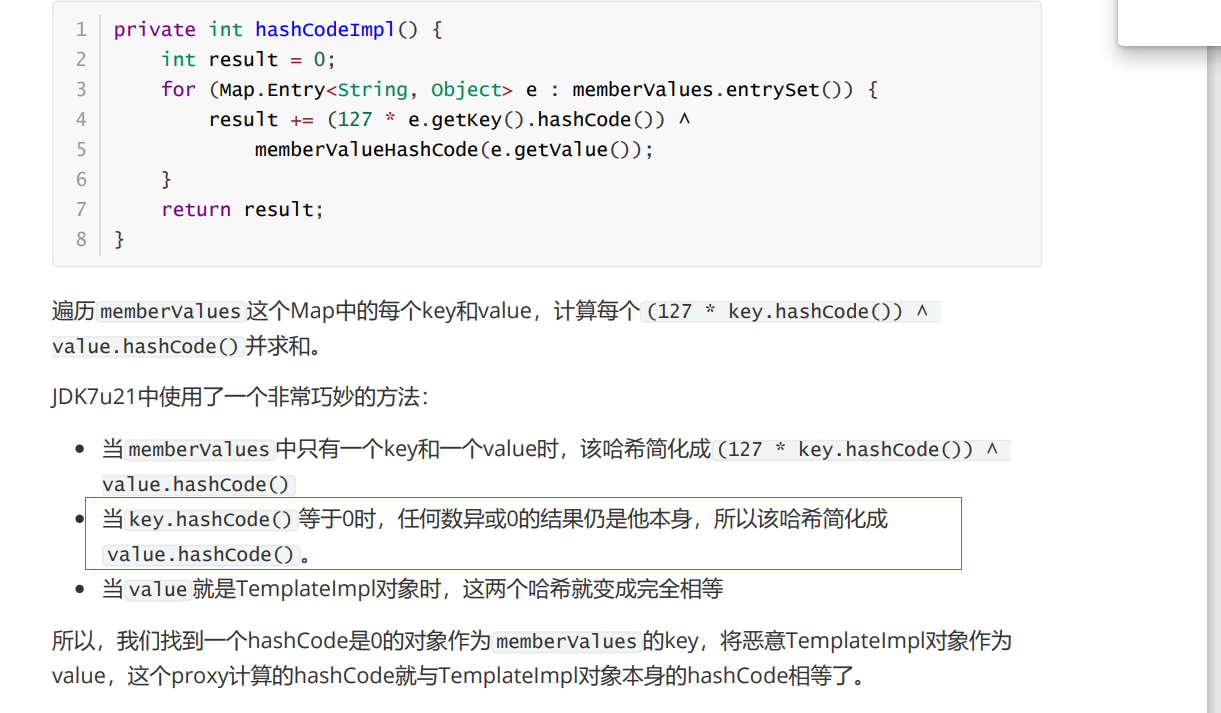 1 private int hashCodeImpl() {
2 int result = 0;
3 for (Map.Entry<String, Object> e : memberValues.entrySet()) {
4 result += (127 * e.getKey().hashCode()) ^
5 memberValueHashCode(e.getValue());
6 }
7 return result;
8 }
遍历memberValues这个Map中的每个key和value，计算每个(127 * key.hashCode()) ^
value.hashCode()并求和。
JDK7u21中使用了一个非常巧妙的方法：
当memberValues中只有一个key和一个value时，该哈希简化成(127 * key.hashCode()) ^
value.hashCode()
当key.hashCode()等于0时，任何数异或0的结果仍是他本身，所以该哈希简化成
value.hashCode()。
当value就是TemplateImpl对象时，这两个哈希就变成完全相等
所以，我们找到一个hashCode是0的对象作为memberValues的key，将恶意TemplateImpl对象作为
value，这个proxy计算的hashCode就与TemplateImpl对象本身的hashCode相等了。